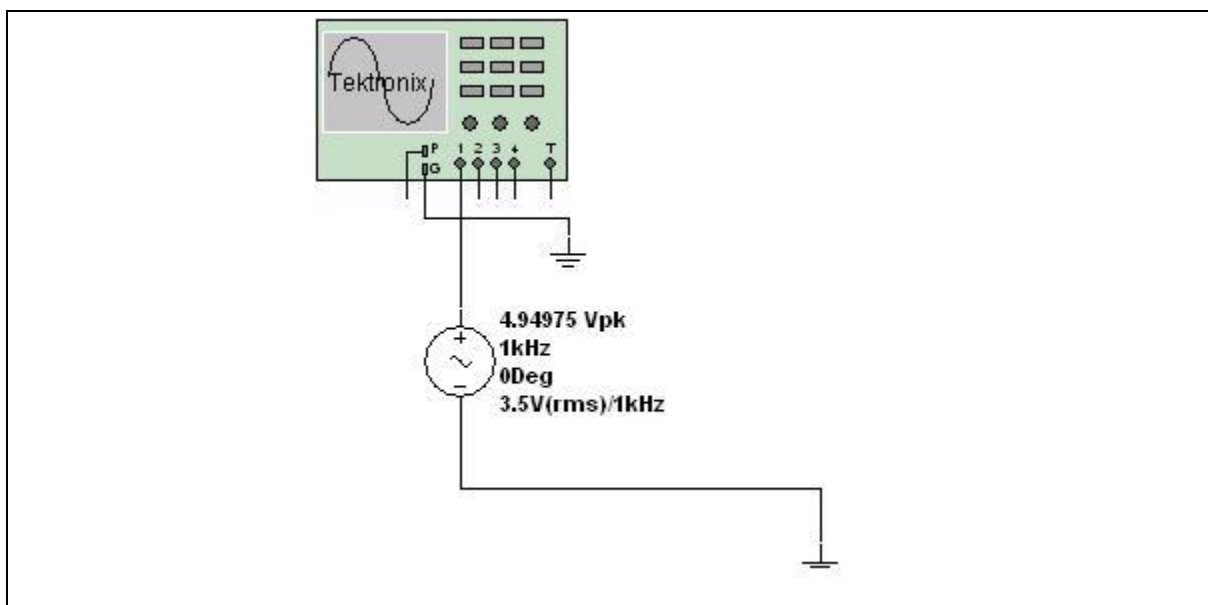 Tektronix
P 1 2 3 4 T
G
4.94975 Vpk
1kHz
0Deg
3.5V(rms)/1kHz